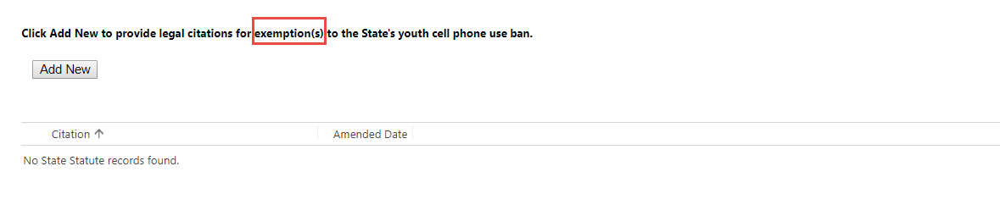 Click Add New to provide legal citations for exemption(s) to the State's youth cell phone use ban.
Add New
Citation ↑ Amended Date
No State Statute records found.